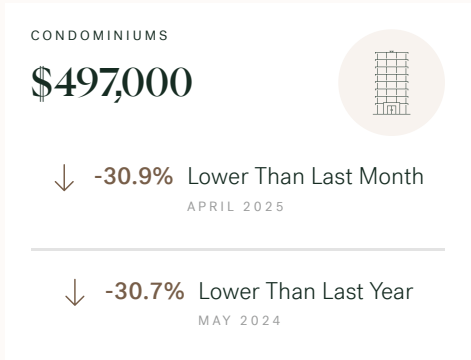 CONDOMINIUMS
$497,000
-30.9% Lower Than Last Month
APRIL 2025
-30.7% Lower Than Last Year
MAY 2024